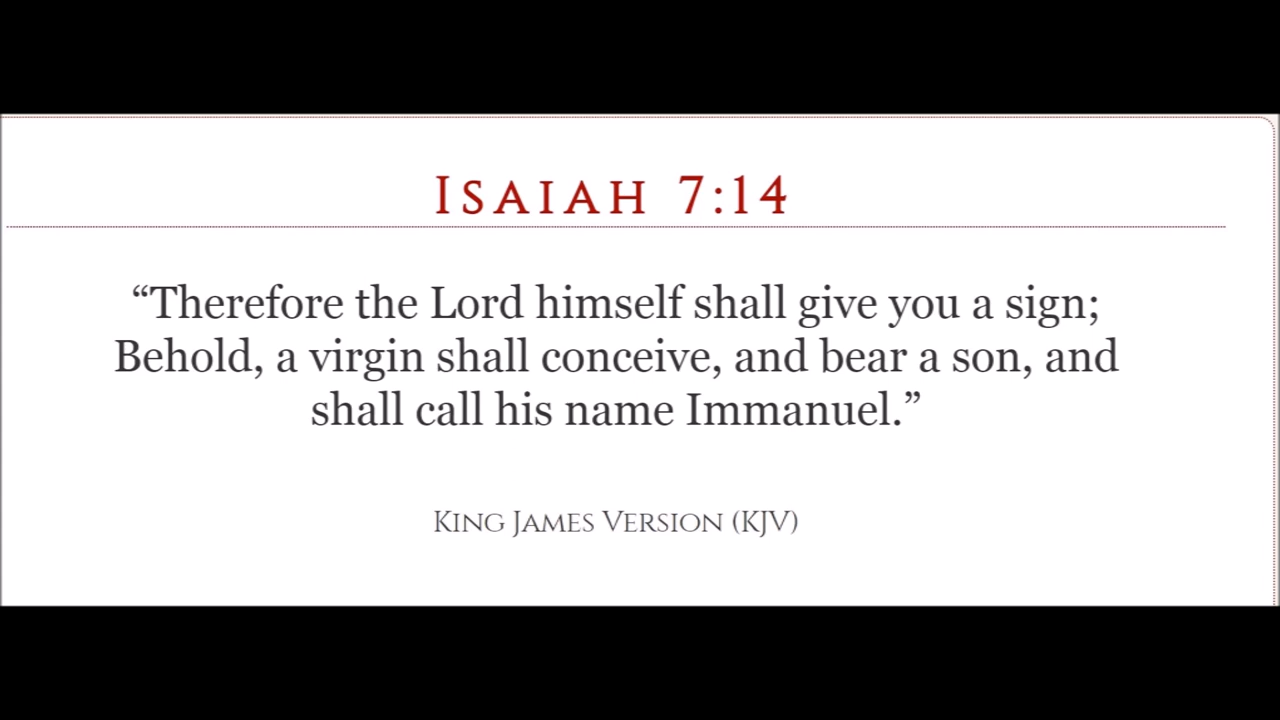 Isaiah 7:14
“Therefore the Lord himself shall give you a sign;
Behold, a virgin shall conceive, and bear a son, and
shall call his name Immanuel.”
King James Version (KJV)